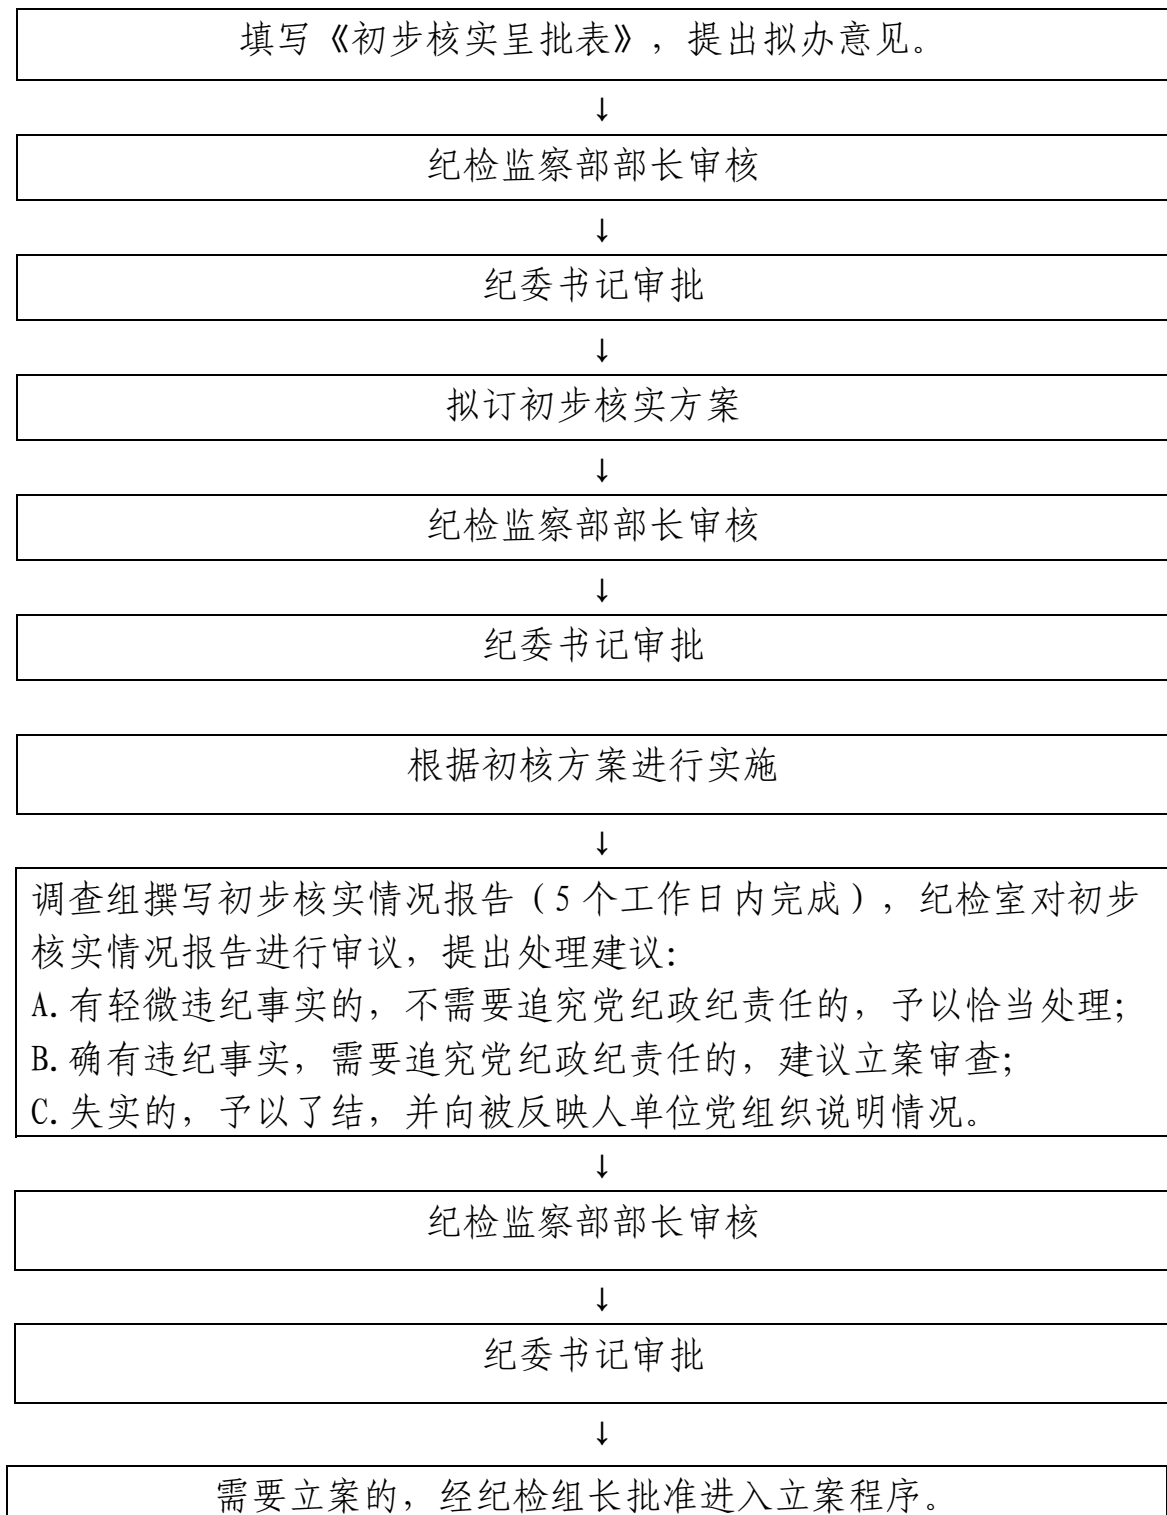 填写《初步核实呈批表》，提出拟办意见。
↓
纪检监察部部长审核
↓
纪委书记审批
↓
拟订初步核实方案
↓
纪检监察部部长审核
↓
纪委书记审批
根据初核方案进行实施
↓
调查组撰写初步核实情况报告（5 个工作日内完成），纪检室对初步
核实情况报告进行审议，提出处理建议：
A.有轻微违纪事实的，不需要追究党纪政纪责任的，予以恰当处理；
B.确有违纪事实，需要追究党纪政纪责任的，建议立案审查；
C.失实的，予以了结，并向被反映人单位党组织说明情况。
↓
纪检监察部部长审核
↓
纪委书记审批
↓
需要立案的，经纪检组长批准进入立案程序。